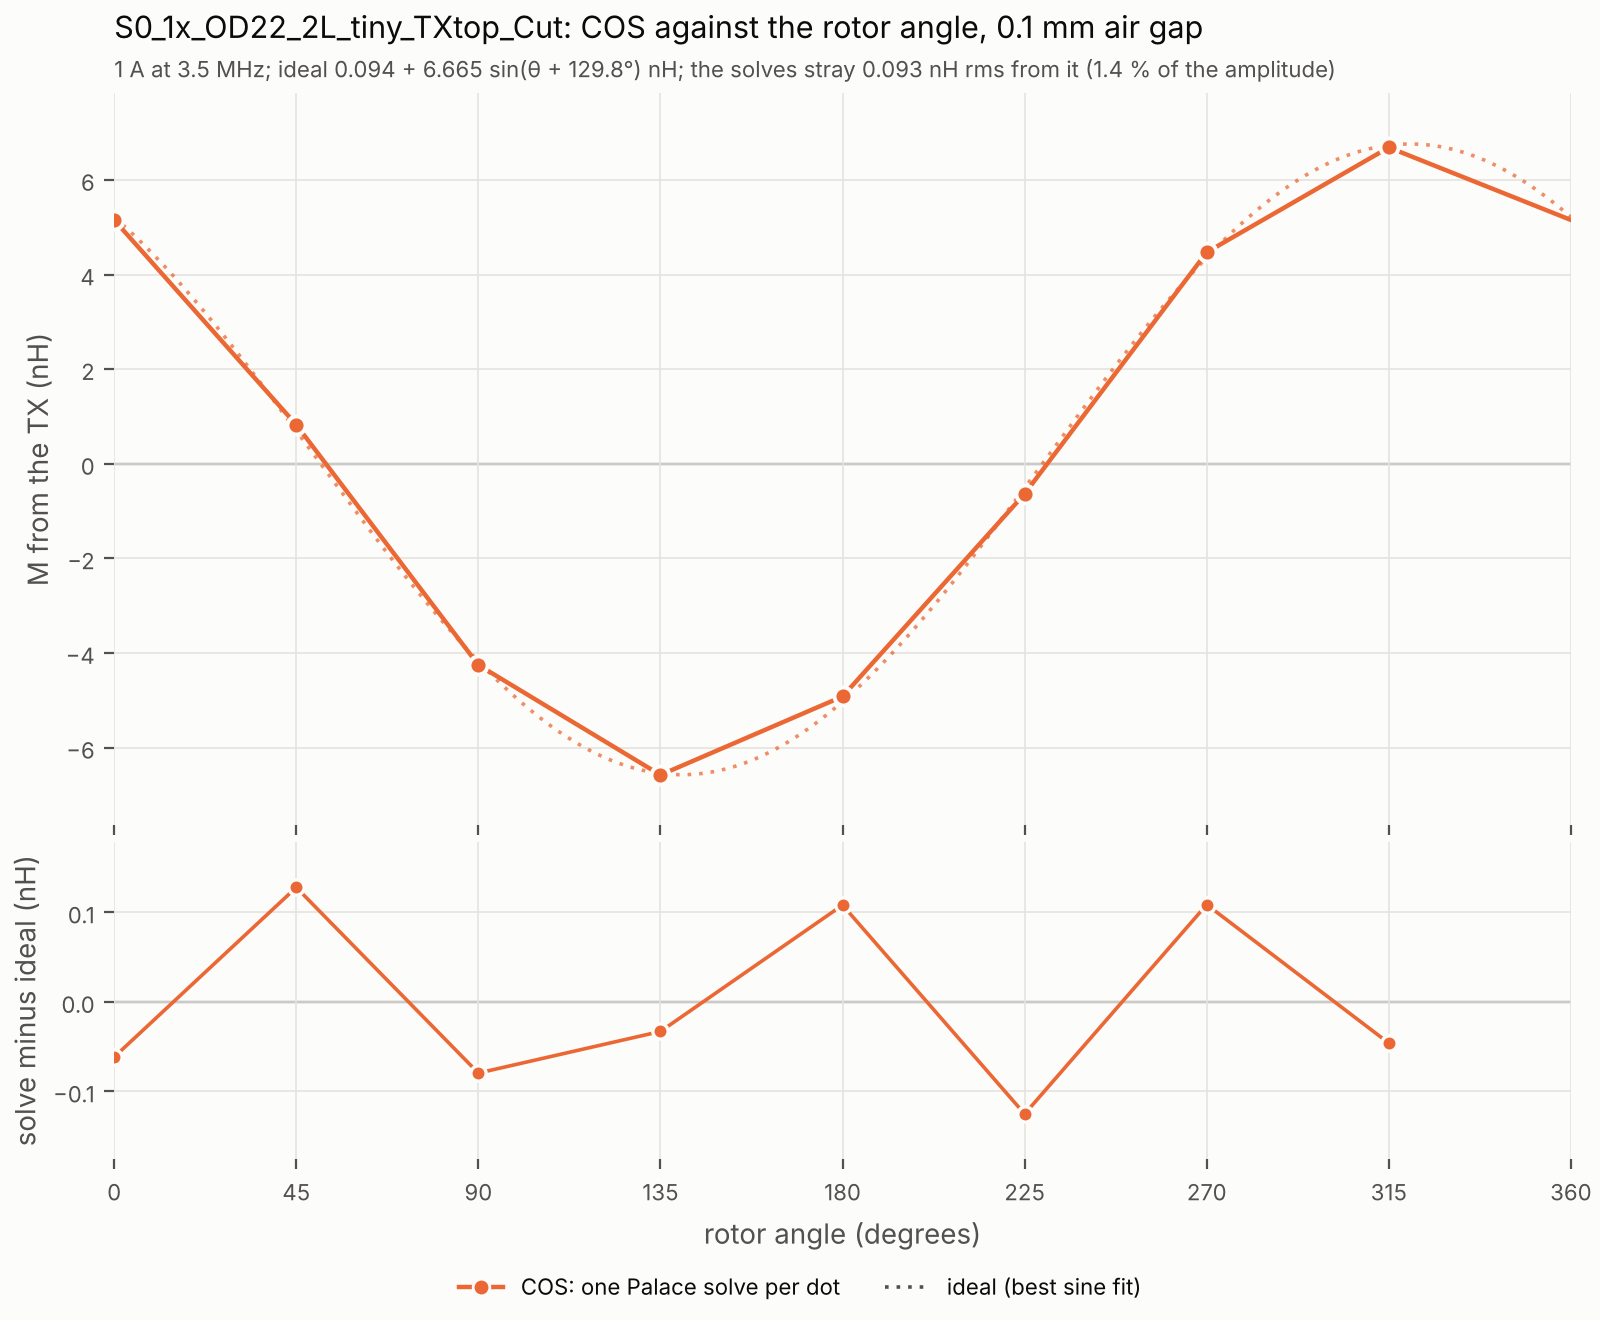 S0_1x_OD22_2L_tiny_TXtop_Cut: COS against the rotor angle, 0.1 mm air gap
1 A at 3.5 MHz; ideal 0.094 + 6.665 sin(θ + 129.8°) nH; the solves stray 0.093 nH rms from it (1.4 % of the amplitude)
M from the TX (nH)
6
4
2
0
−2
−4
−6
solve minus ideal (nH)
0.1
0.0
−0.1
0 45 90 135 180 225 270 315 360
rotor angle (degrees)
COS: one Palace solve per dot ideal (best sine fit)